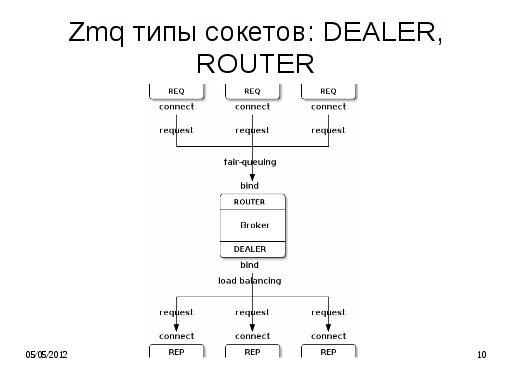 Zmq типы сокетов: DEALER,
ROUTER
REQ REQ REQ
connect connect connect
request request request
fair-queuing
bind
ROUTER
Broker
DEALER
bind
load balancing
request request request
connect connect connect
REP REP REP
05/05/2012 10